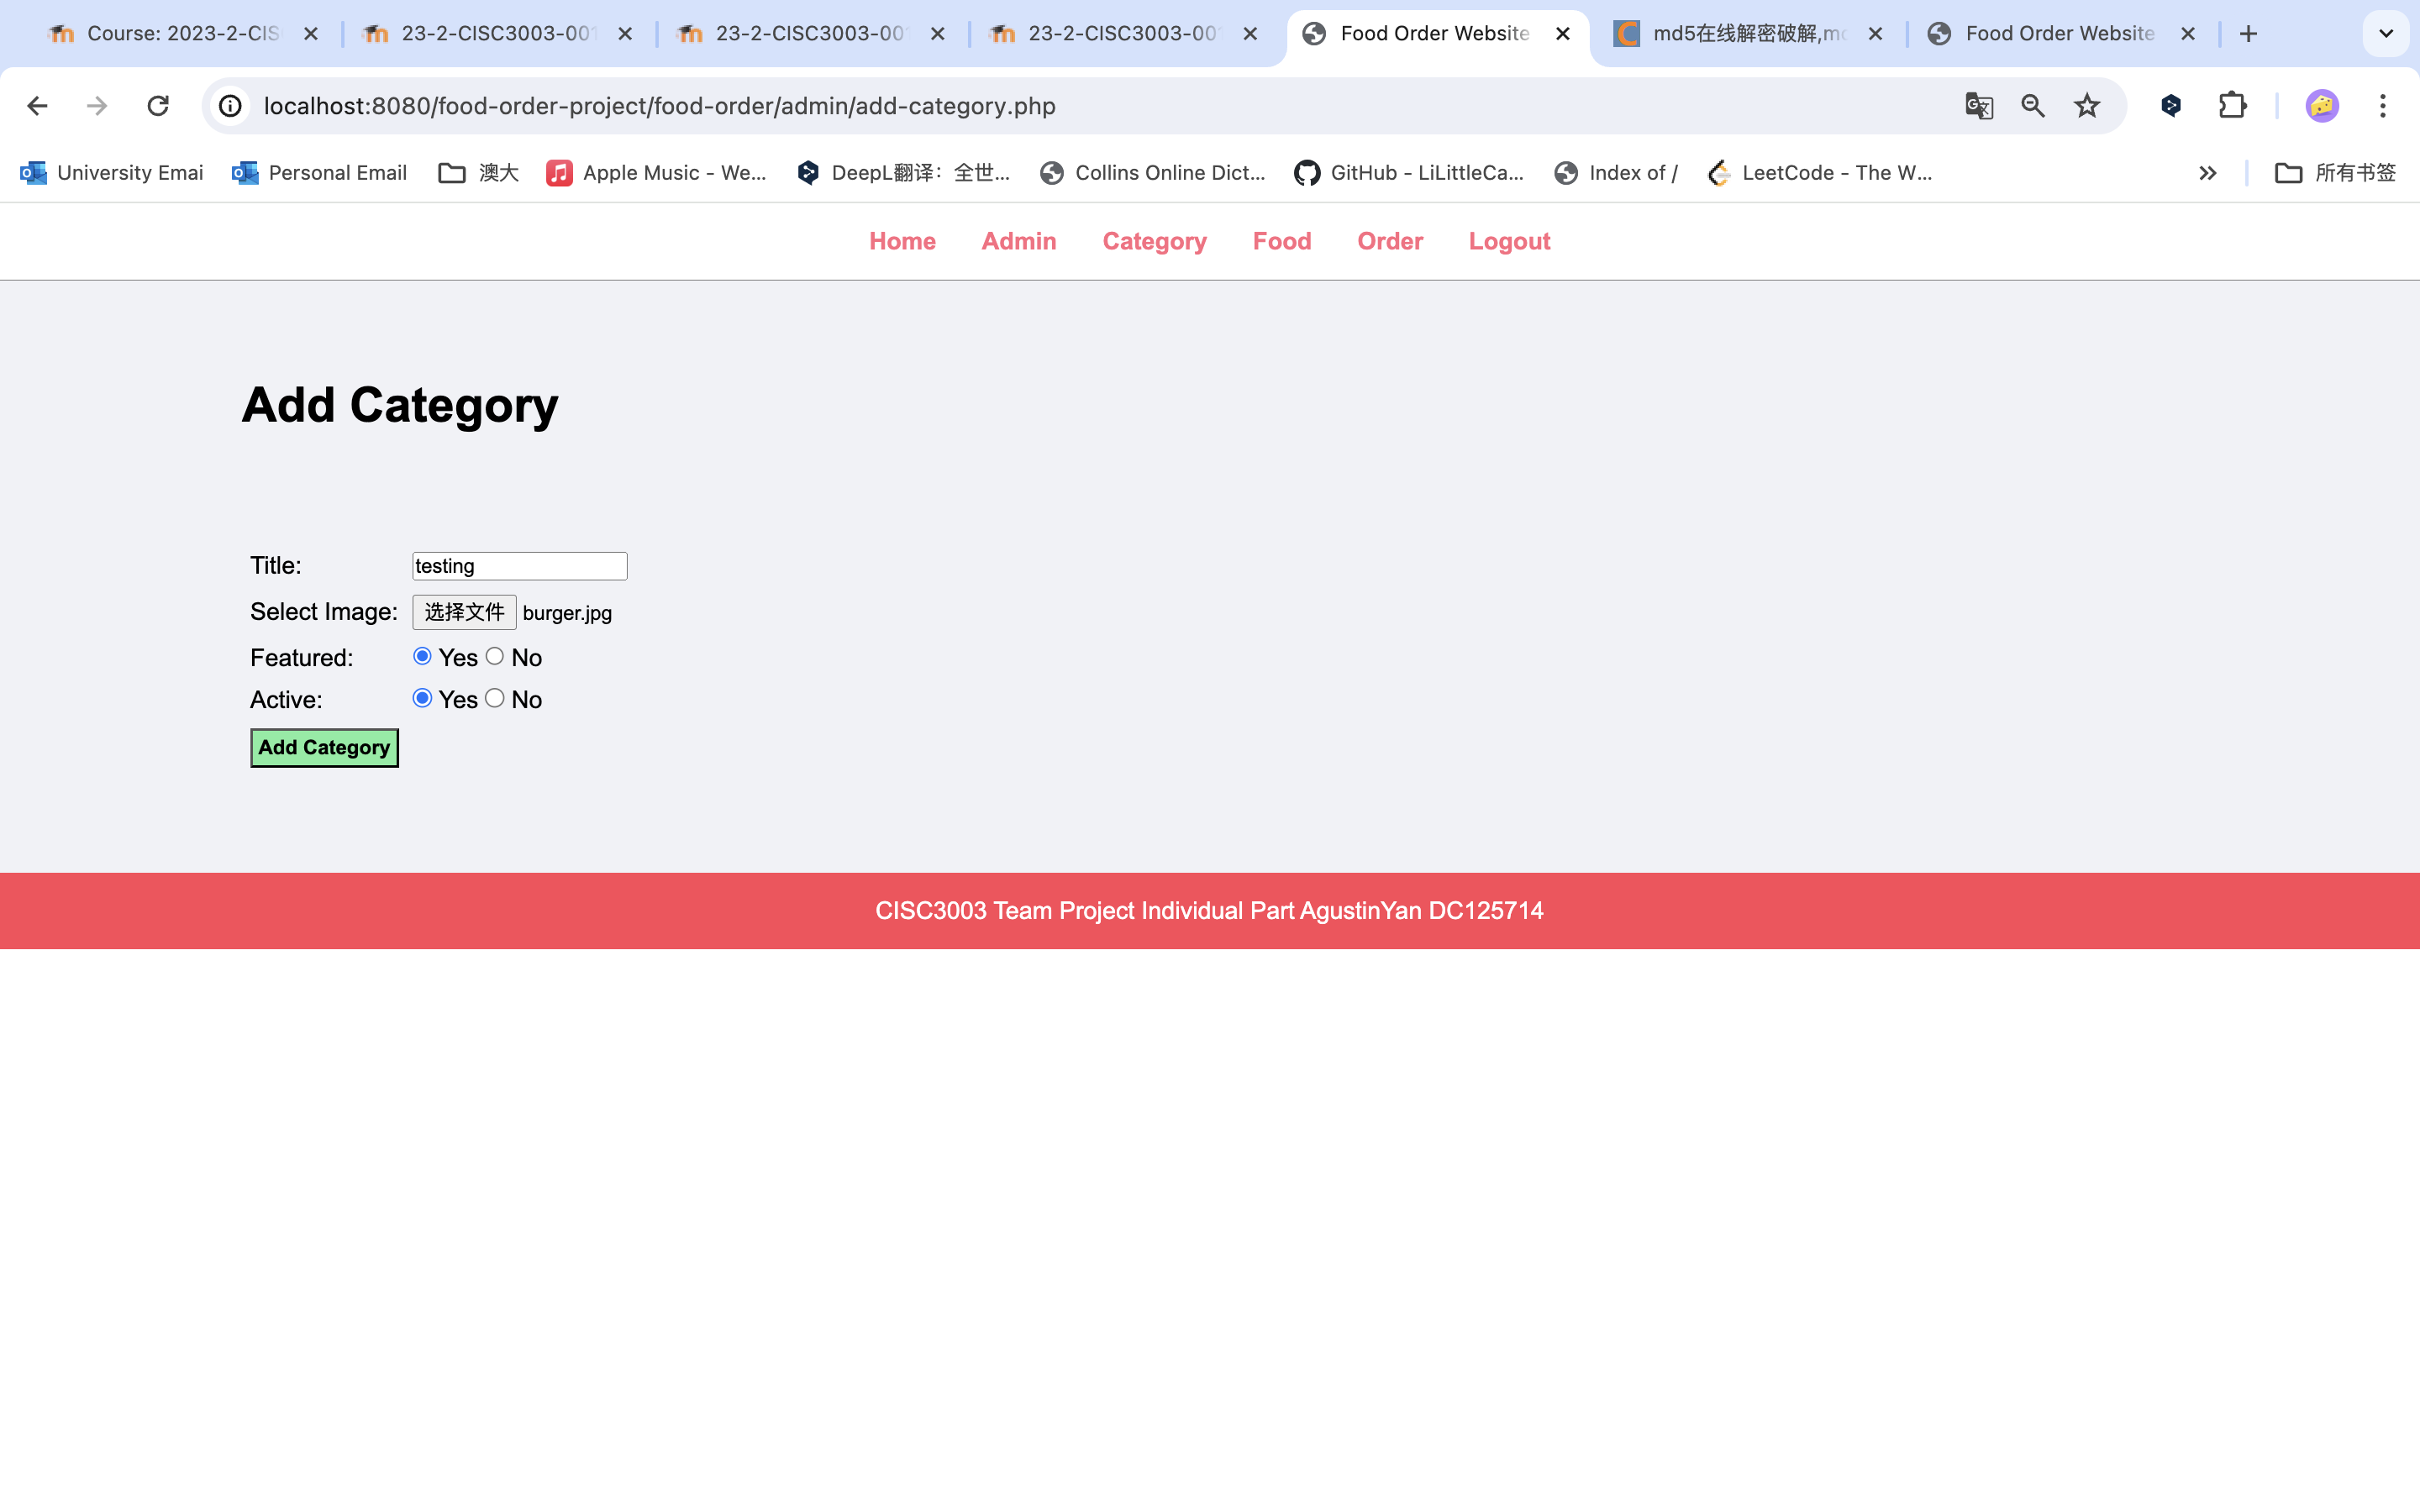 Course: 2023-2-CIS
23-2-CISC3003-001
23-2-CISC3003-00
23-2-CISC3003-00
Food Order Website
md5在线解密破解,md
Food Order Website
localhost:8080/food-order-project/food-order/admin/add-category.php
University Emai
Personal Email
澳大
Apple Music - We...
DeepL翻译：全世...
Collins Online Dict...
GitHub - LiLittleCa...
Index of /
LeetCode - The W...
所有书签
Home
Admin
Category
Food
Order
Logout
Add Category
Title: testing
Select Image: 选择文件 burger.jpg
Featured: Yes No
Active: Yes No
Add Category
CISC3003 Team Project Individual Part AgustinYan DC125714